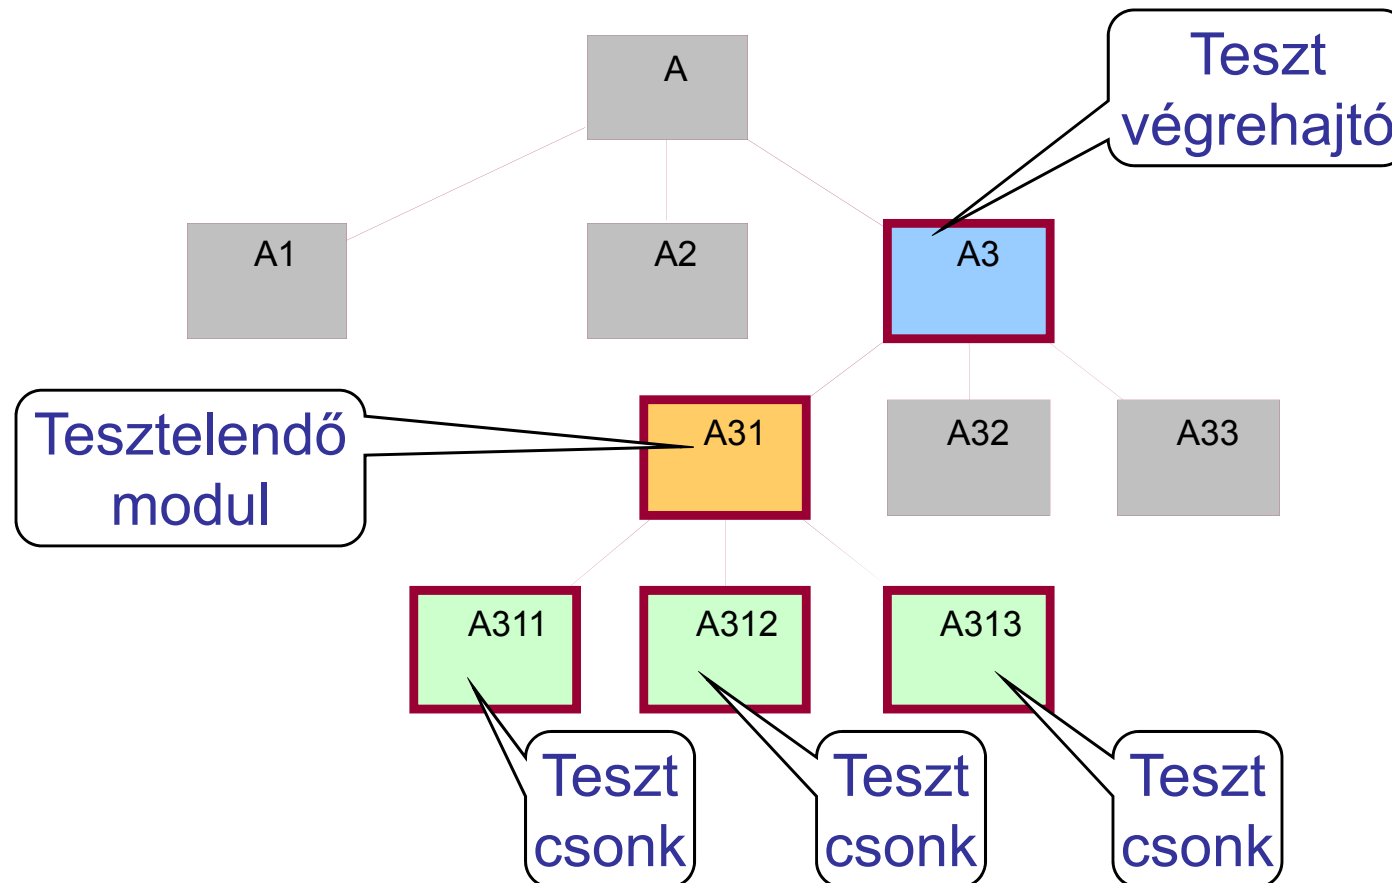 A
Teszt
végrehajtó
A1
A2
A3
Tesztelendő
modul
A31
A32
A33
A311
A312
A313
Teszt
csonk
Teszt
csonk
Teszt
csonk